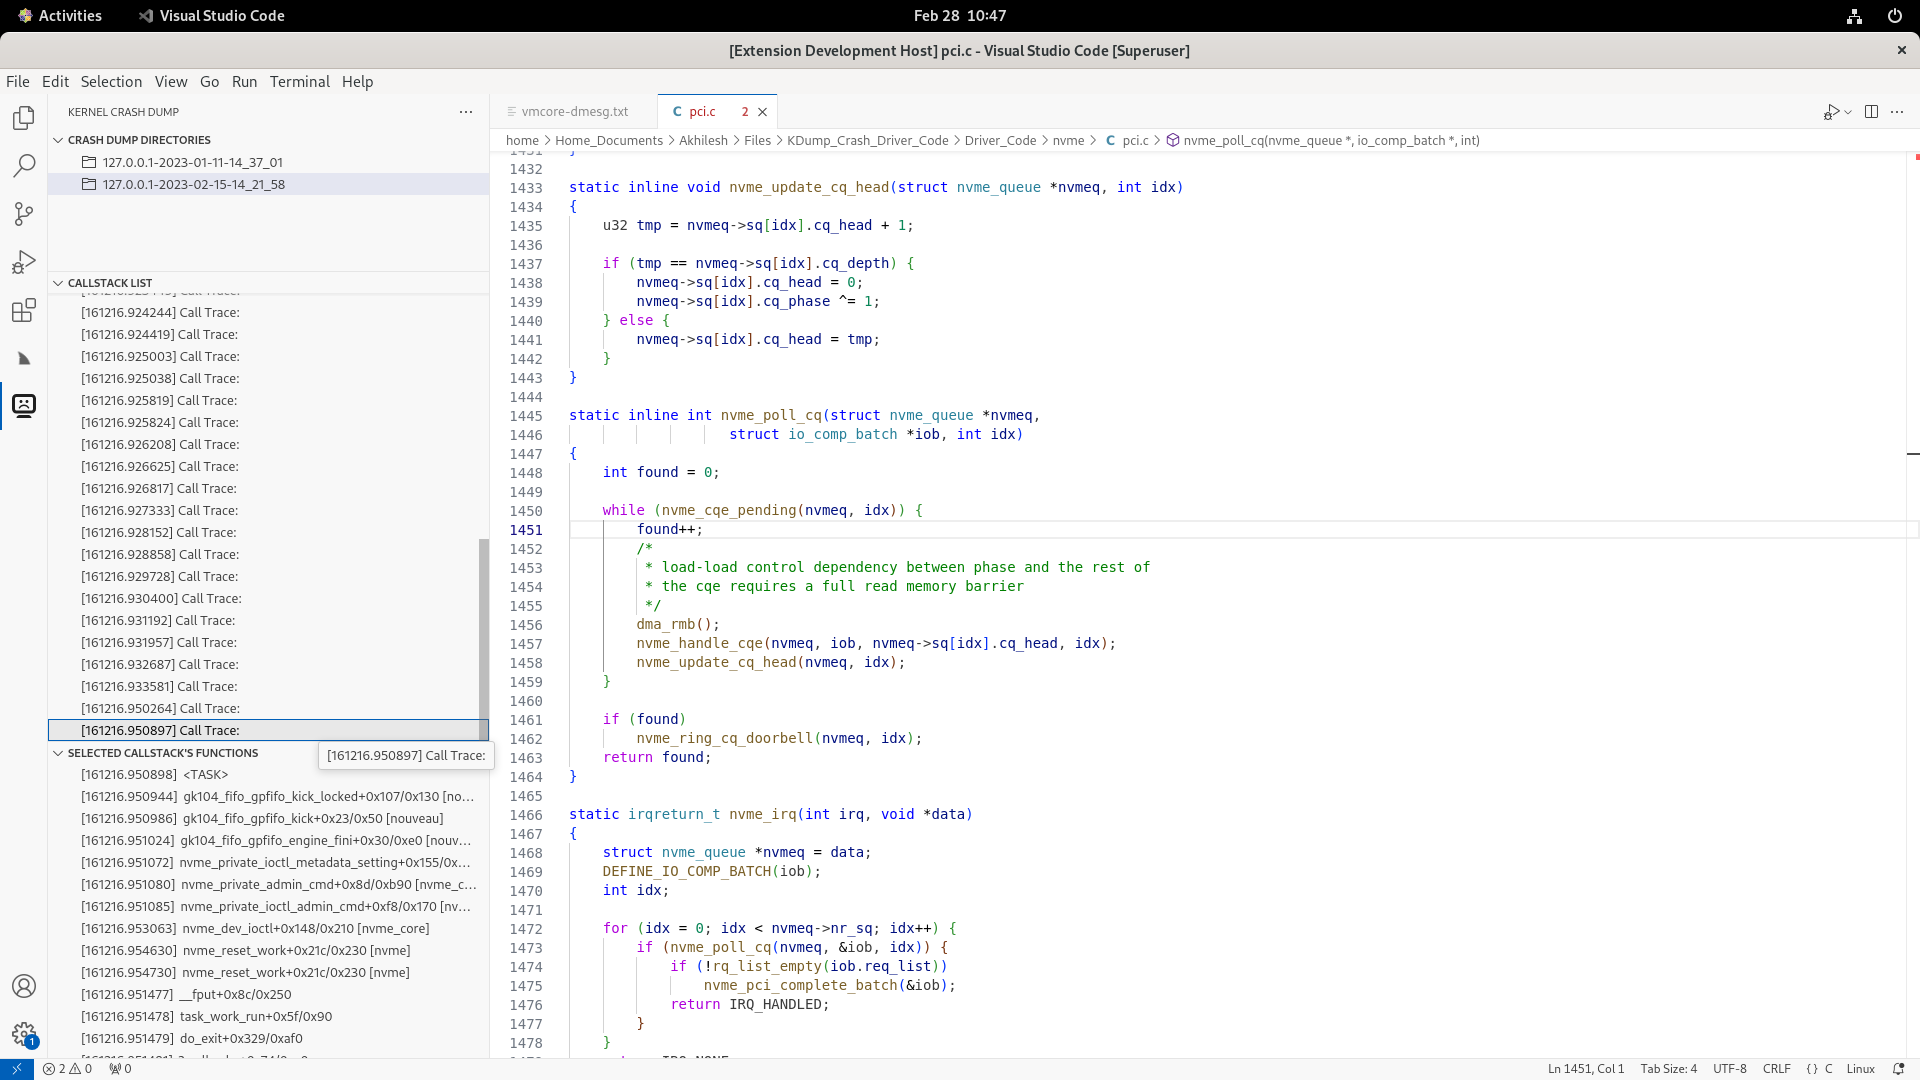 Activities
Visual Studio Code
Feb 28 10:47
[Extension Development Host] pci.c - Visual Studio Code [Superuser]
File Edit Selection View Go Run Terminal Help
KERNEL CRASH DUMP
CRASH DUMP DIRECTORIES
127.0.0.1-2023-01-11-14_37_01
127.0.0.1-2023-02-15-14_21_58
CALLSTACK LIST
[161216.924244] Call Trace:
[161216.924419] Call Trace:
[161216.925003] Call Trace:
[161216.925038] Call Trace:
[161216.925819] Call Trace:
[161216.925824] Call Trace:
[161216.926208] Call Trace:
[161216.926625] Call Trace:
[161216.926817] Call Trace:
[161216.927333] Call Trace:
[161216.928152] Call Trace:
[161216.928858] Call Trace:
[161216.929728] Call Trace:
[161216.930400] Call Trace:
[161216.931192] Call Trace:
[161216.931957] Call Trace:
[161216.932687] Call Trace:
[161216.933581] Call Trace:
[161216.950264] Call Trace:
[161216.950897] Call Trace:
SELECTED CALLSTACK'S FUNCTIONS
[161216.950897] Call Trace:
[161216.950898] <TASK>
[161216.950944] gk104_fifo_gpfifo_kick_locked+0x107/0x130 [no…
[161216.950986] gk104_fifo_gpfifo_kick+0x23/0x50 [nouveau]
[161216.951024] gk104_fifo_gpfifo_engine_fini+0x30/0xe0 [nouv…
[161216.951072] nvme_private_ioctl_metadata_setting+0x155/0x…
[161216.951080] nvme_private_admin_cmd+0x8d/0xb90 [nvme_c…
[161216.951085] nvme_private_ioctl_admin_cmd+0xf8/0x170 [nv…
[161216.953063] nvme_dev_ioctl+0x148/0x210 [nvme_core]
[161216.954630] nvme_reset_work+0x21c/0x230 [nvme]
[161216.954730] nvme_reset_work+0x21c/0x230 [nvme]
[161216.951477] __fput+0x8c/0x250
[161216.951478] task_work_run+0x5f/0x90
[161216.951479] do_exit+0x329/0xaf0
vmcore-dmesg.txt
C pci.c 2
home > Home_Documents > Akhilesh > Files > KDump_Crash_Driver_Code > Driver_Code > nvme > C pci.c > nvme_poll_cq(nvme_queue *, io_comp_batch *, int)
1432
1433 static inline void nvme_update_cq_head(struct nvme_queue *nvmeq, int idx)
1434 {
1435 u32 tmp = nvmeq->sq[idx].cq_head + 1;
1436
1437 if (tmp == nvmeq->sq[idx].cq_depth) {
1438 nvmeq->sq[idx].cq_head = 0;
1439 nvmeq->sq[idx].cq_phase ^= 1;
1440 } else {
1441 nvmeq->sq[idx].cq_head = tmp;
1442 }
1443 }
1444
1445 static inline int nvme_poll_cq(struct nvme_queue *nvmeq,
1446 struct io_comp_batch *iob, int idx)
1447 {
1448 int found = 0;
1449
1450 while (nvme_cqe_pending(nvmeq, idx)) {
1451 found++;
1452 /*
1453 * load-load control dependency between phase and the rest of
1454 * the cqe requires a full read memory barrier
1455 */
1456 dma_rmb();
1457 nvme_handle_cqe(nvmeq, iob, nvmeq->sq[idx].cq_head, idx);
1458 nvme_update_cq_head(nvmeq, idx);
1459 }
1460
1461 if (found)
1462 nvme_ring_cq_doorbell(nvmeq, idx);
1463 return found;
1464 }
1465
1466 static irqreturn_t nvme_irq(int irq, void *data)
1467 {
1468 struct nvme_queue *nvmeq = data;
1469 DEFINE_IO_COMP_BATCH(iob);
1470 int idx;
1471
1472 for (idx = 0; idx < nvmeq->nr_sq; idx++) {
1473 if (nvme_poll_cq(nvmeq, &iob, idx)) {
1474 if (!rq_list_empty(iob.req_list))
1475 nvme_pci_complete_batch(&iob);
1476 return IRQ_HANDLED;
1477 }
1478 }
1
2 0 0
Ln 1451, Col 1 Tab Size: 4 UTF-8 CRLF {} C Linux